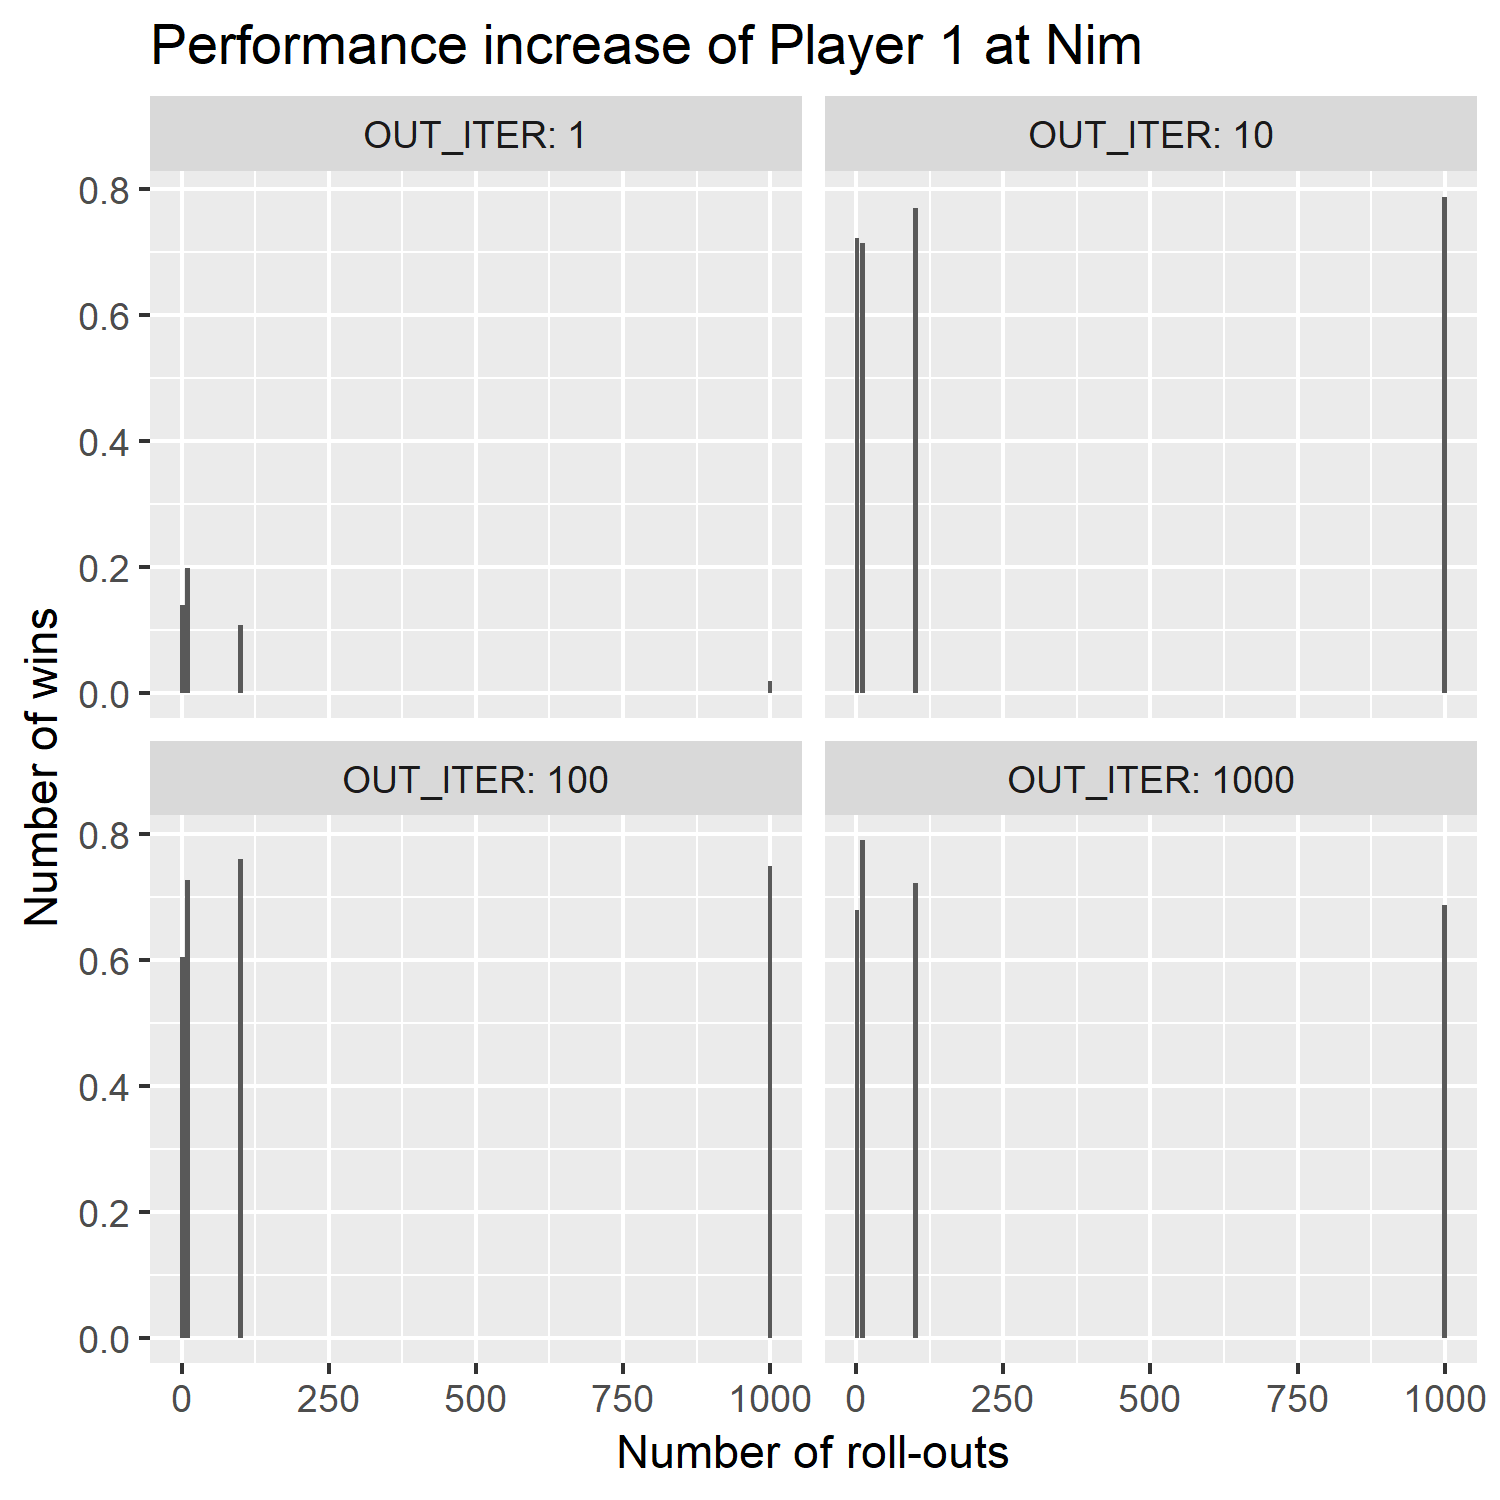 Performance increase of Player 1 at Nim
OUT_ITER: 1
OUT_ITER: 10
0.8
0.6
0.4
0.2
0.0
OUT_ITER: 100
OUT_ITER: 1000
0.8
0.6
0.4
0.2
0.0
0 250 500 750 1000 0 250 500 750 1000
Number of roll-outs
Number of wins